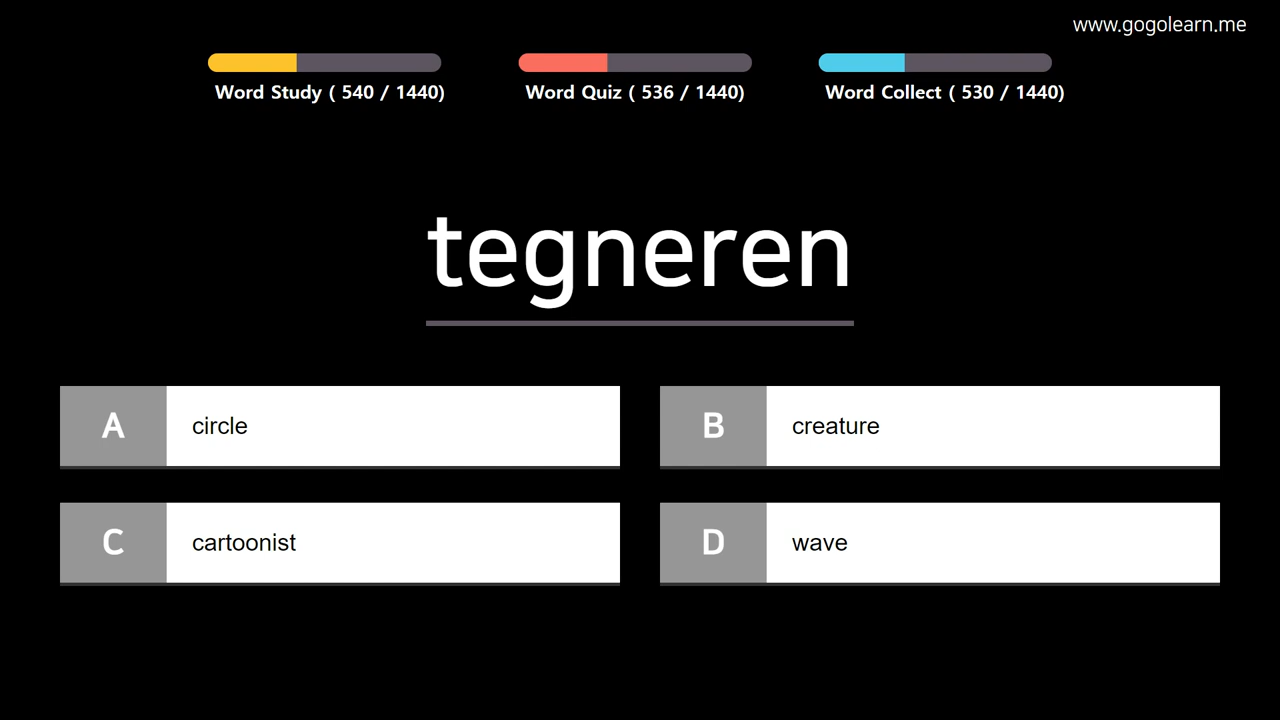 www.gogolearn.me
Word Study ( 540 / 1440) Word Quiz ( 536 / 1440) Word Collect ( 530 / 1440)
tegneren
A circle
B creature
C cartoonist
D wave